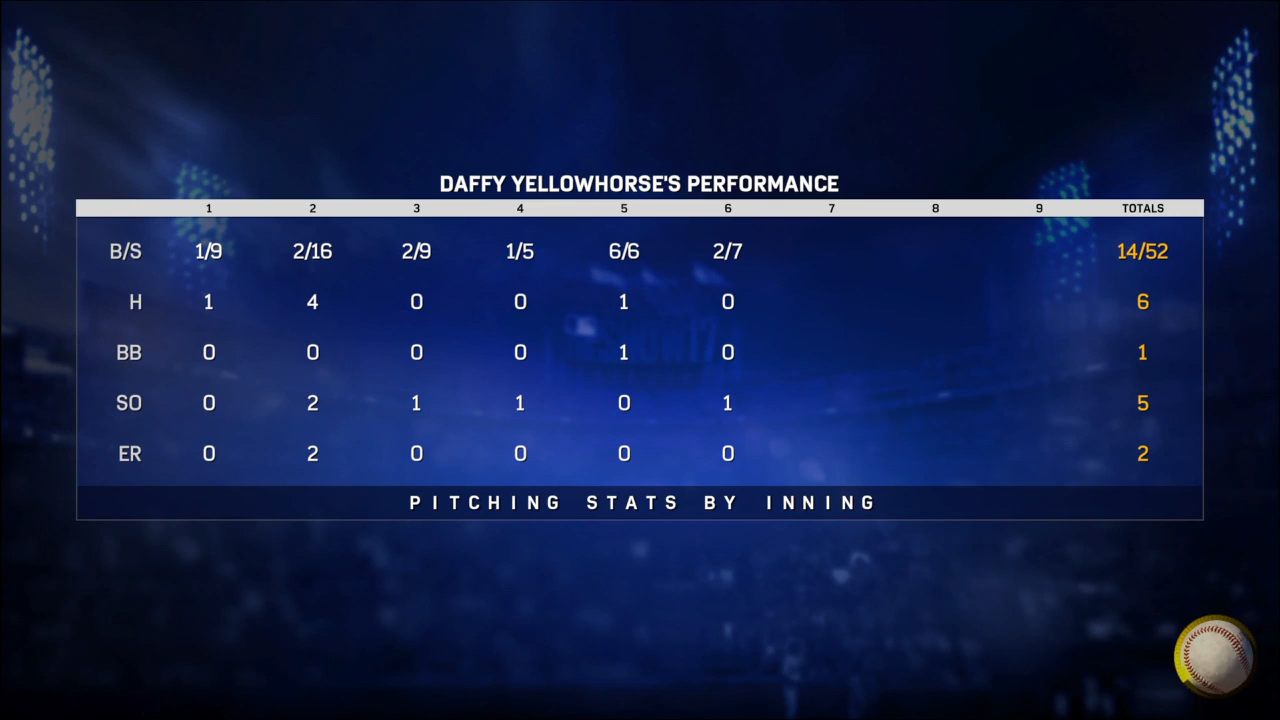 DAFFY YELLOWHORSE'S PERFORMANCE
1 2 3 4 5 6 7 8 9 TOTALS
B/S 1/9 2/16 2/9 1/5 6/6 2/7 14/52
H 1 4 0 0 1 0 6
BB 0 0 0 0 1 0 1
SO 0 2 1 1 0 1 5
ER 0 2 0 0 0 0 2
PITCHING STATS BY INNING